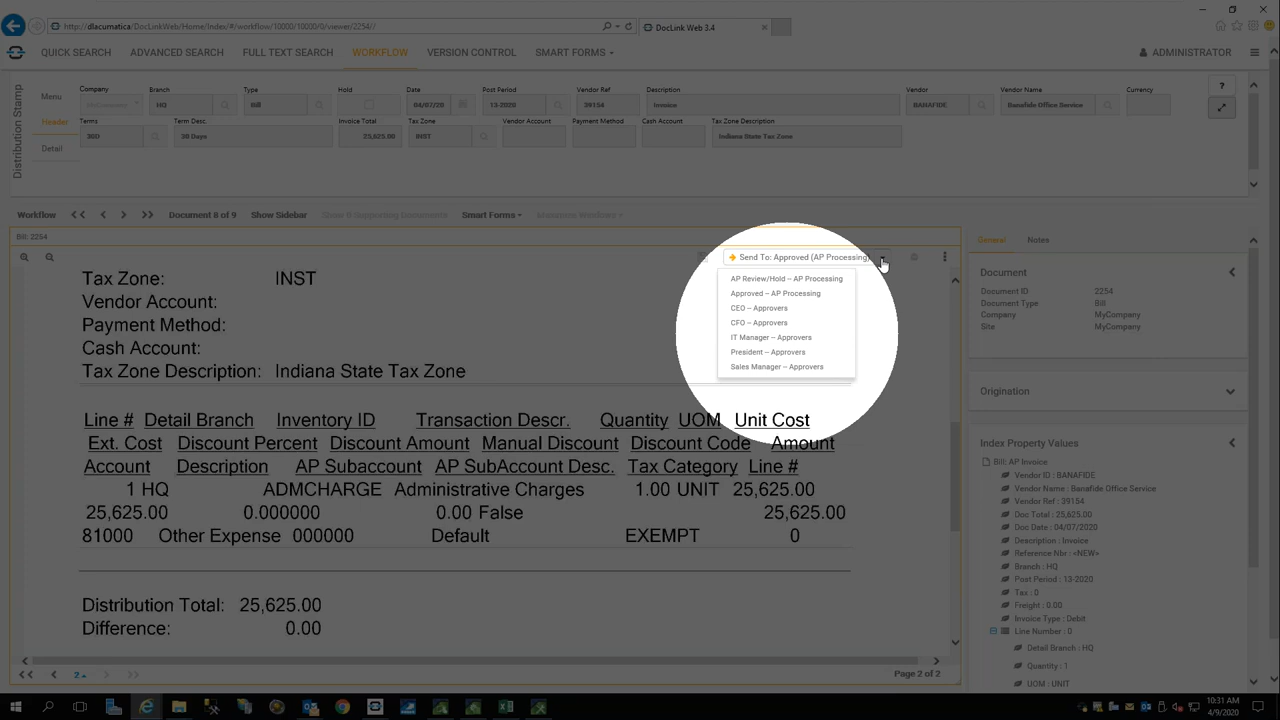 http://dlacumatica/DocLinkWeb/Home/Index/#/workflow/10000/10000/0/viewer/2254//
DocLink Web 3.4
QUICK SEARCH ADVANCED SEARCH FULL TEXT SEARCH WORKFLOW VERSION CONTROL SMART FORMS ADMINISTRATOR
Distribution Stamp
Menu
Header
Detail
Company Branch Type Hold Date Post Period Vendor Ref Description Vendor Vendor Name Currency
MyCompany HQ Bill 04/07/20 13-2020 39154 Invoice BANAFIDE Banafide Office Service
Terms Term Desc. Invoice Total Tax Zone Vendor Account Payment Method Cash Account Tax Zone Description
30D 30 Days 25,625.00 INST Indiana State Tax Zone
?
Workflow Document 8 of 9 Show Sidebar Show 0 Supporting Documents Smart Forms Manages Workflow
Bill: 2254
Send To: Approved (AP Processing)
AP Review/Hold -- AP Processing
Approved -- AP Processing
CEO -- Approvers
CFO -- Approvers
IT Manager -- Approvers
President -- Approvers
Sales Manager -- Approvers
Tax Zone: INST
Vendor Account:
Payment Method:
Cash Account:
Tax Zone Description: Indiana State Tax Zone
Line # Detail Branch Inventory ID Transaction Descr. Quantity UOM Unit Cost
Ext. Cost Discount Percent Discount Amount Manual Discount Discount Code Amount
Account Description AP Subaccount AP SubAccount Desc. Tax Category Line #
1 HQ ADMCHARGE Administrative Charges 1.00 UNIT 25,625.00
25,625.00 0.000000 0.00 False 25,625.00
81000 Other Expense 000000 Default EXEMPT 0
Distribution Total: 25,625.00
Difference: 0.00
2
Page 2 of 2
General Notes
Document
Document ID 2254
Document Type Bill
Company MyCompany
Site MyCompany
Origination
Index Property Values
Bill: AP Invoice
Vendor ID : BANAFIDE
Vendor Name : Banafide Office Service
Vendor Ref : 39154
Doc Total : 25,625.00
Doc Date : 04/07/2020
Description : Invoice
Reference Nbr : <NEW>
Branch : HQ
Post Period : 13-2020
Tax : 0
Freight : 0.00
Invoice Type : Debit
Line Number : 0
Detail Branch : HQ
Quantity : 1
UOM : UNIT
10:31 AM
4/9/2020